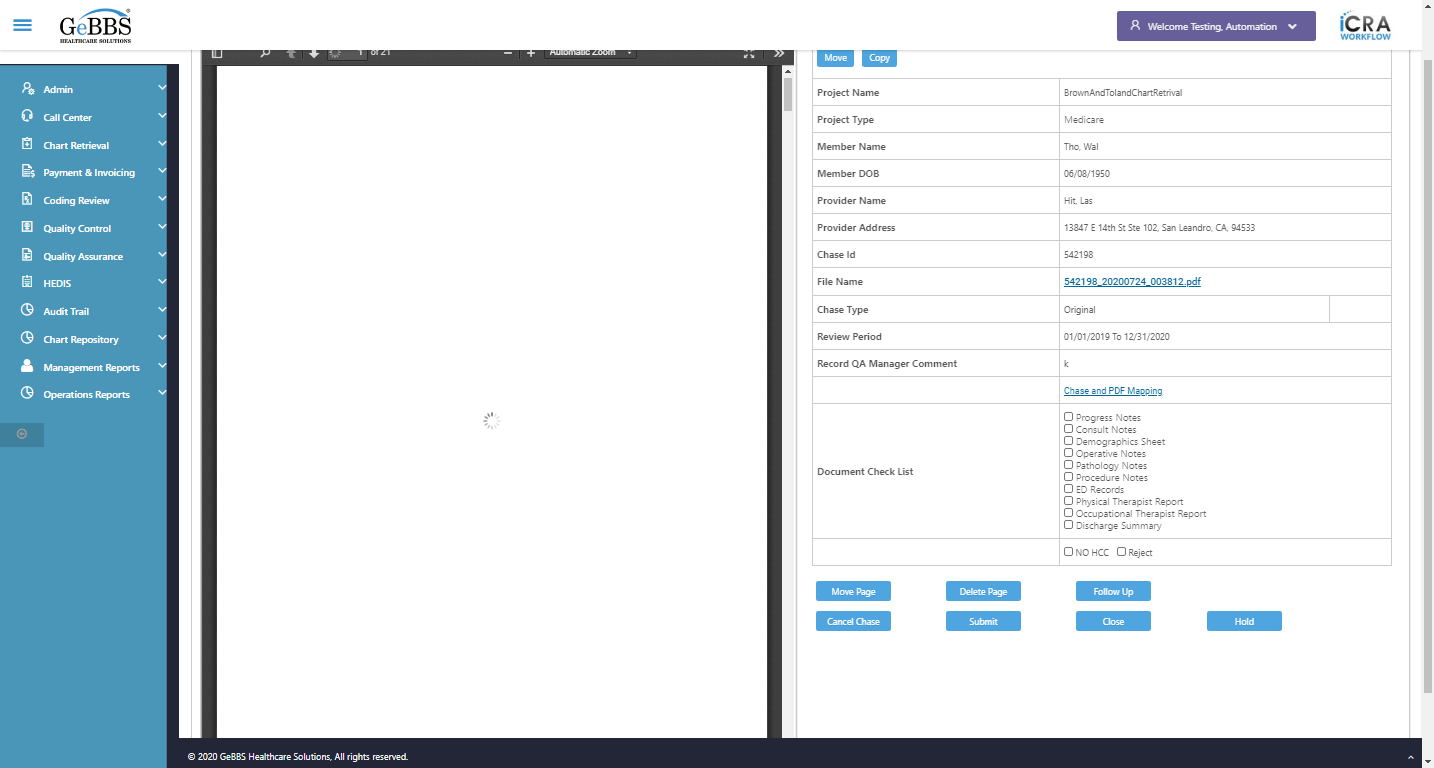 GeBBS
HEALTHCARE SOLUTIONS
Welcome Testing, Automation
iCRA
WORKFLOW
Admin
Call Center
Chart Retrieval
Payment & Invoicing
Coding Review
Quality Control
Quality Assurance
HEDIS
Audit Trail
Chart Repository
Management Reports
Operations Reports
1 of 21
Automatic Zoom
Move Copy
Project Name BrownAndTolandChartRetrival
Project Type Medicare
Member Name Tho, Wal
Member DOB 06/08/1950
Provider Name Hit, Las
Provider Address 13847 E 14th St Ste 102, San Leandro, CA, 94533
Chase Id 542198
File Name 542198_20200724_003812.pdf
Chase Type Original
Review Period 01/01/2019 To 12/31/2020
Record QA Manager Comment k
Chase and PDF Mapping
Document Check List
Progress Notes
Consult Notes
Demographics Sheet
Operative Notes
Pathology Notes
Procedure Notes
ED Records
Physical Therapist Report
Occupational Therapist Report
Discharge Summary
NO HCC Reject
Move Page Delete Page Follow Up
Cancel Chase Submit Close Hold
© 2020 GeBBS Healthcare Solutions, All rights reserved.